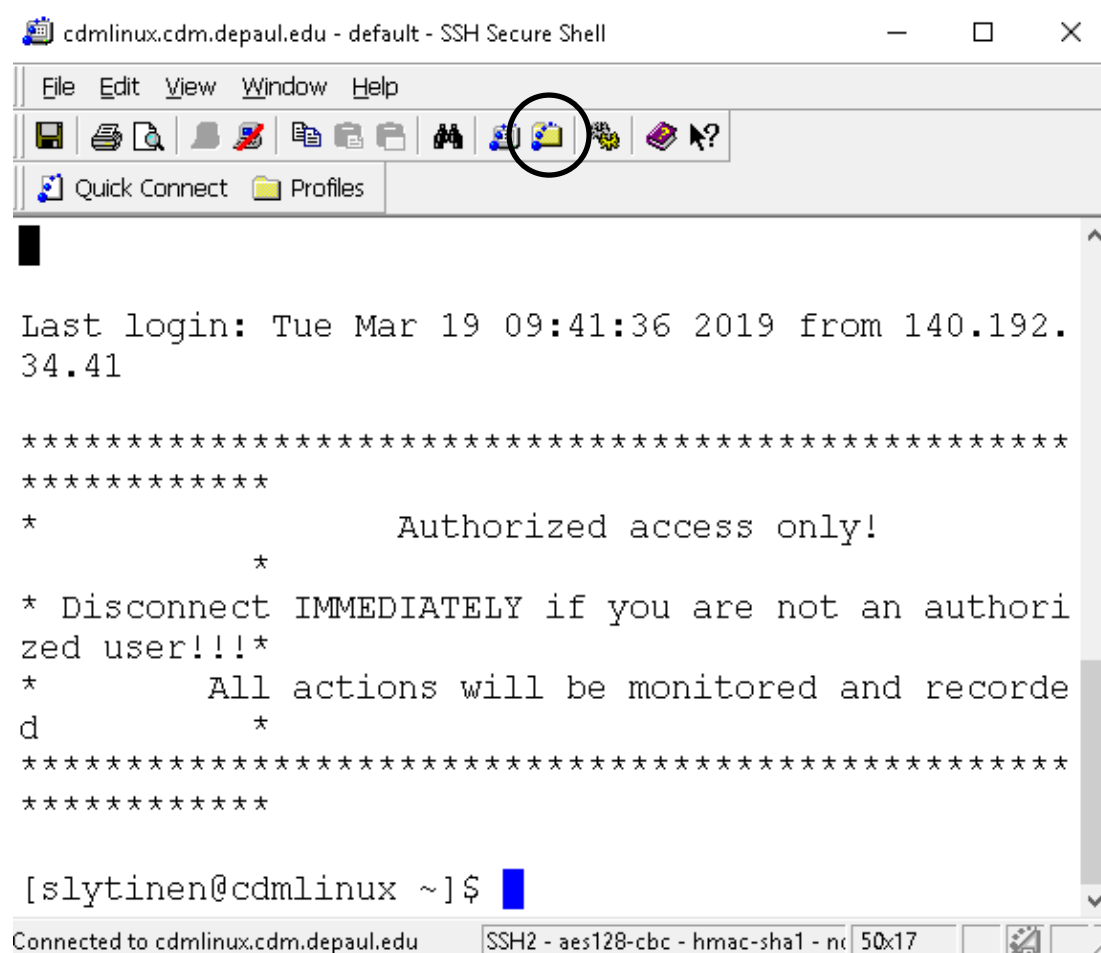 cdmlinux.cdm.depaul.edu - default - SSH Secure Shell
File Edit View Window Help
Quick Connect Profiles
Last login: Tue Mar 19 09:41:36 2019 from 140.192.
34.41
**************************************************
************
*                  Authorized access only!
           *
* Disconnect IMMEDIATELY if you are not an authori
zed user!!!*
*         All actions will be monitored and recorde
d          *
**************************************************
************
[slytinen@cdmlinux ~]$
Connected to cdmlinux.cdm.depaul.edu SSH2 - aes128-cbc - hmac-sha1 - 50x17